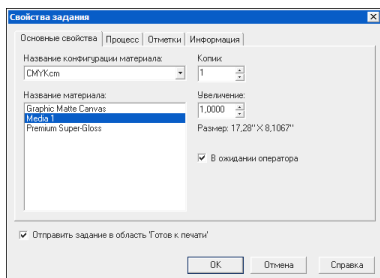 Свойства задания
Основные свойства Процесс Отметки Информация
Название конфигурации материала:
Копии:
CMYKcm
1
Название материала:
Увеличение:
Graphic Matte Canvas
Media 1
Premium Super-Gloss
1,0000
Размер: 17,28" X 8,1067"
В ожидании оператора
Отправить задание в область 'Готов к печати'
OK Отмена Справка